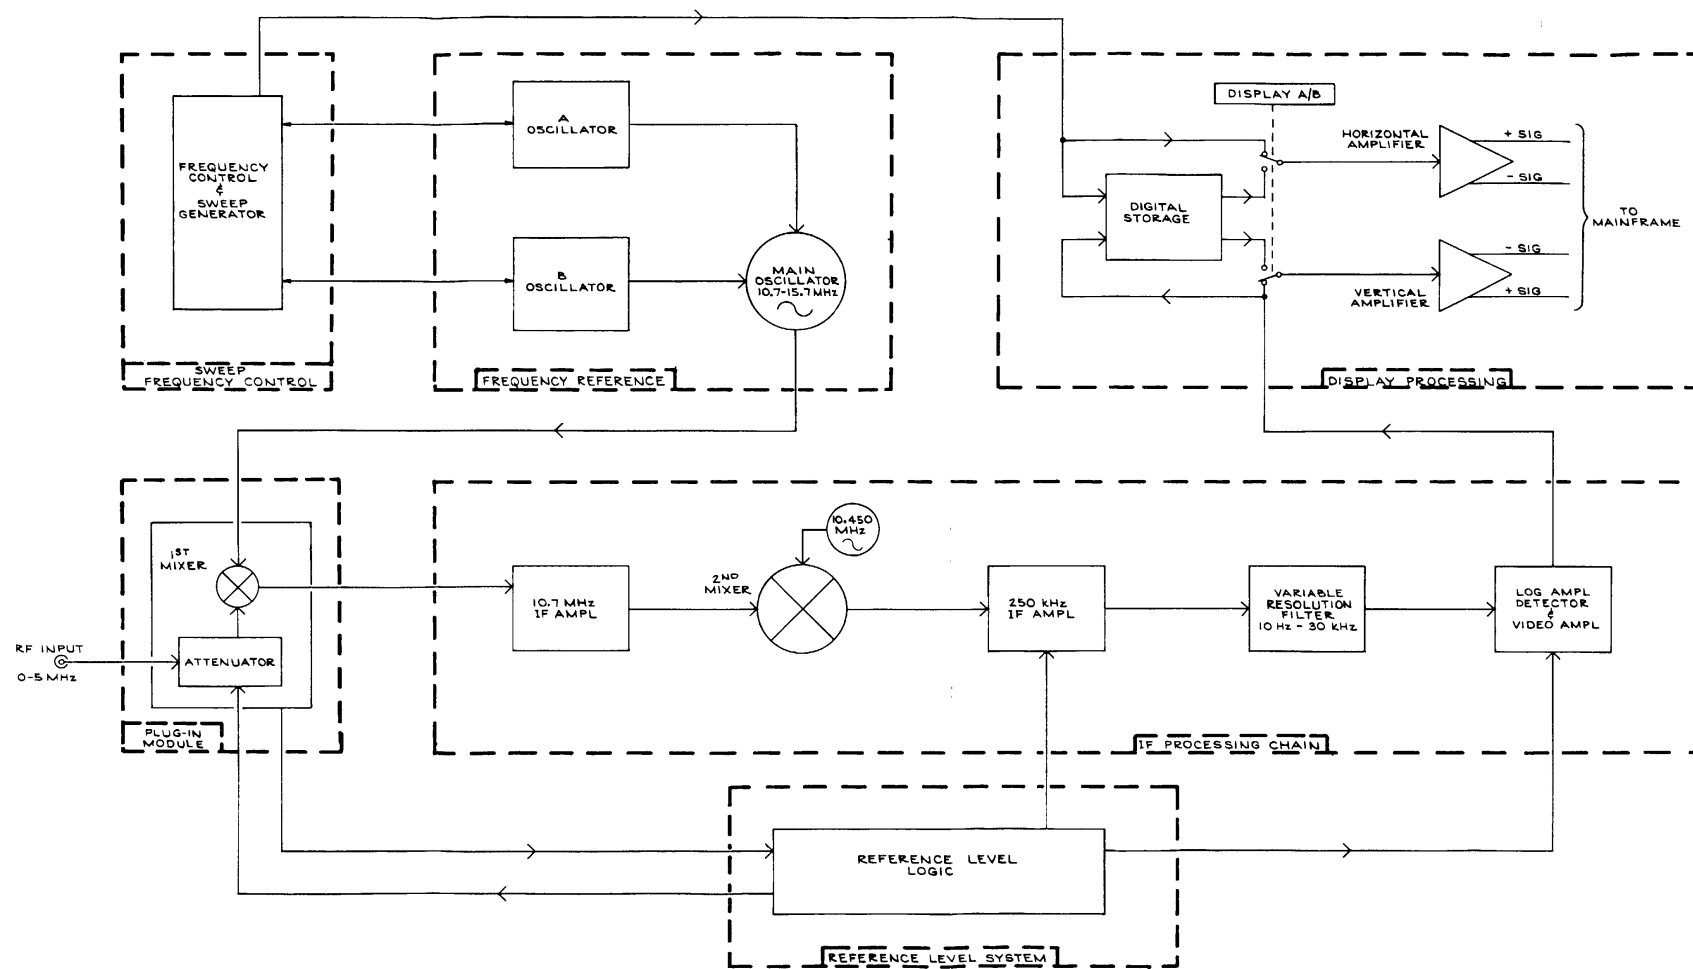 FREQUENCY
CONTROL
&
SWEEP
GENERATOR
SWEEP
FREQUENCY CONTROL
A
OSCILLATOR
B
OSCILLATOR
MAIN
OSCILLATOR
10.7-15.7 MHz
FREQUENCY REFERENCE
DISPLAY A/B
DIGITAL
STORAGE
HORIZONTAL
AMPLIFIER
+ SIG
- SIG
VERTICAL
AMPLIFIER
- SIG
+ SIG
TO
MAINFRAME
DISPLAY PROCESSING
1ST
MIXER
ATTENUATOR
RF INPUT
0-5 MHz
PLUG-IN
MODULE
10.7 MHz
IF AMPL
2ND
MIXER
10.450
MHz
250 kHz
IF AMPL
VARIABLE
RESOLUTION
FILTER
10 Hz - 30 kHz
LOG AMPL
DETECTOR
&
VIDEO AMPL
IF PROCESSING CHAIN
REFERENCE LEVEL
LOGIC
REFERENCE LEVEL SYSTEM